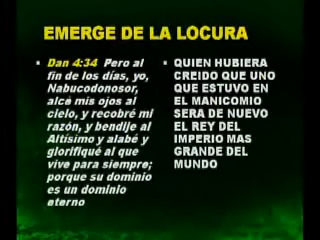 EMERGE DE LA LOCURA
▪ Dan 4:34 Pero al
fin de los días, yo,
Nabucodonosor,
alcé mis ojos al
cielo, y recobré mi
razón, y bendije al
Altísimo y alabé y
glorifiqué al que
vive para siempre;
porque su dominio
es un dominio
eterno
▪ QUIEN HUBIERA
CREIDO QUE UNO
QUE ESTUVO EN
EL MANICOMIO
SERA DE NUEVO
EL REY DEL
IMPERIO MAS
GRANDE DEL
MUNDO